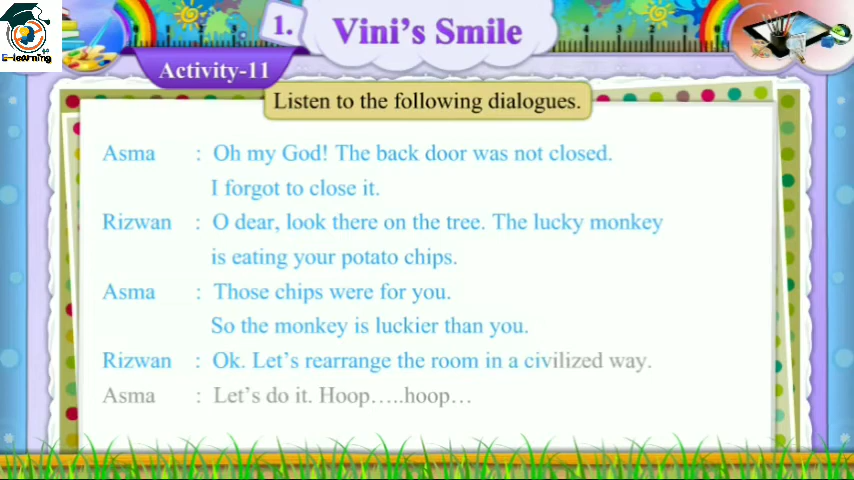 E-learning
1.
Vini's Smile
Activity-11
Listen to the following dialogues.
Asma : Oh my God! The back door was not closed.
I forgot to close it.
Rizwan : O dear, look there on the tree. The lucky monkey
is eating your potato chips.
Asma : Those chips were for you.
So the monkey is luckier than you.
Rizwan : Ok. Let's rearrange the room in a civilized way.
Asma : Let's do it. Hoop…..hoop…